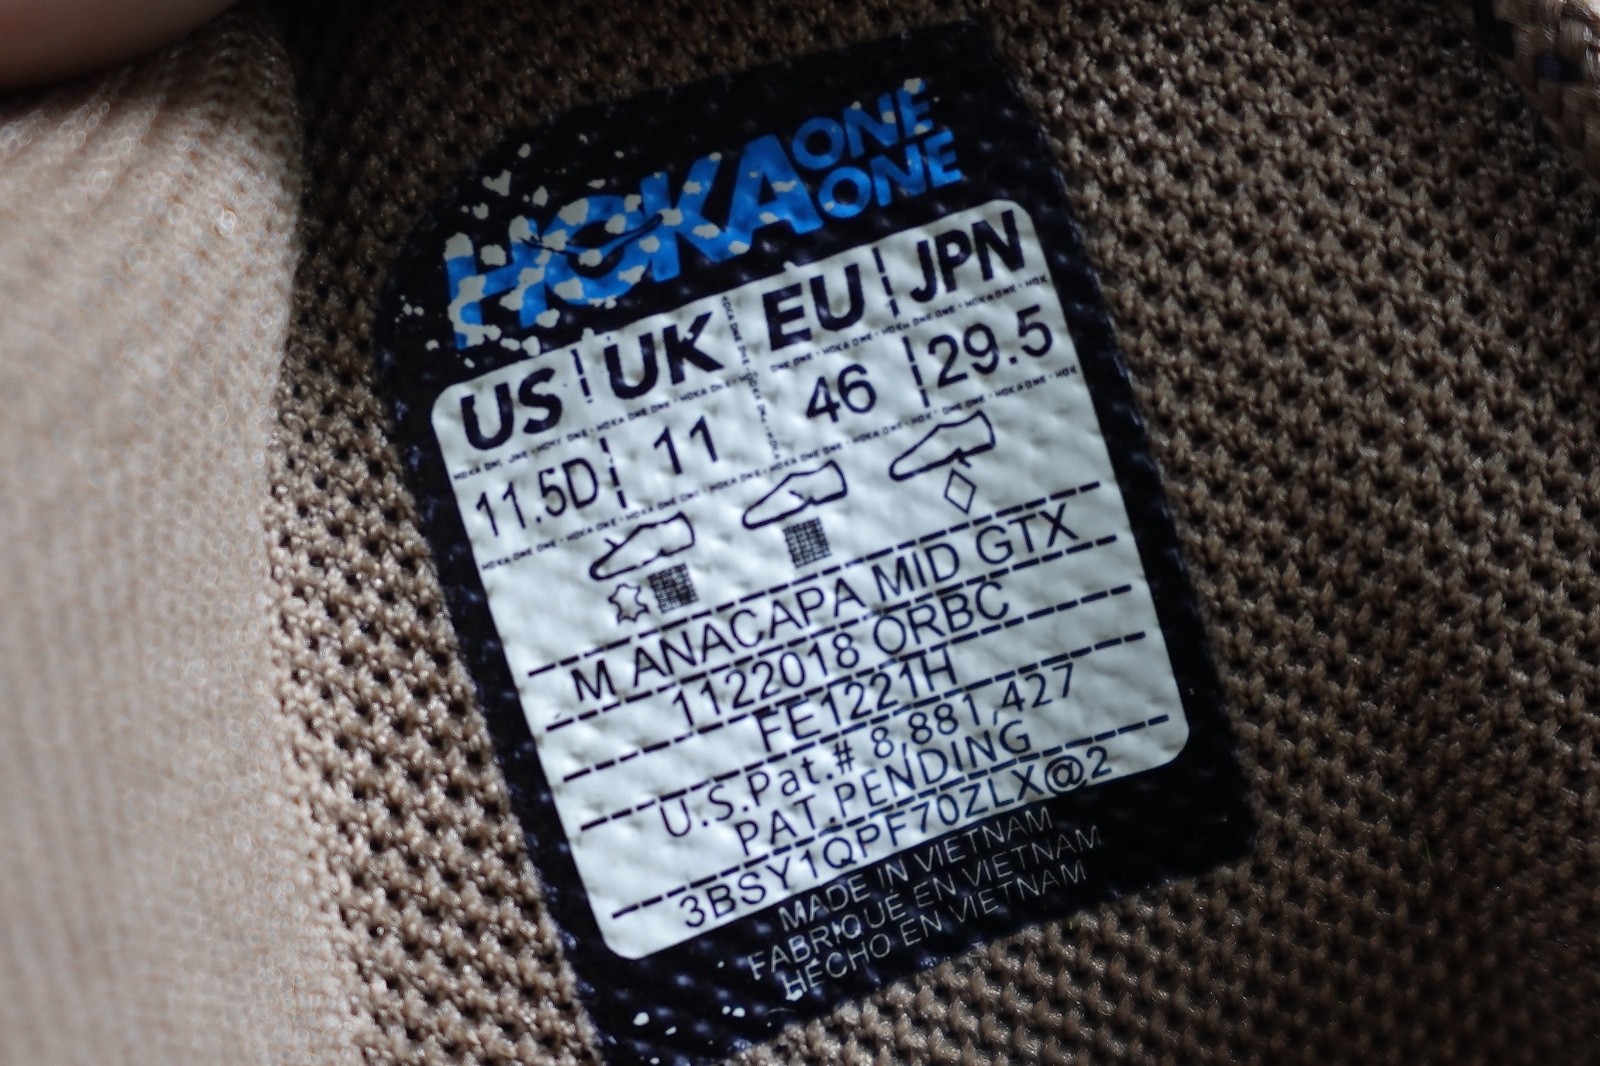 HOKA ONE ONE
US UK EU JPN
11.5D 11 46 29.5
M ANACAPA MID GTX
1122018 ORBC
FE1221H
U.S.Pat.# 8,881,427
PAT.PENDING
3BSY1QPF70ZLX@2
MADE IN VIETNAM
FABRIQUÉ EN VIETNAM
HECHO EN VIETNAM